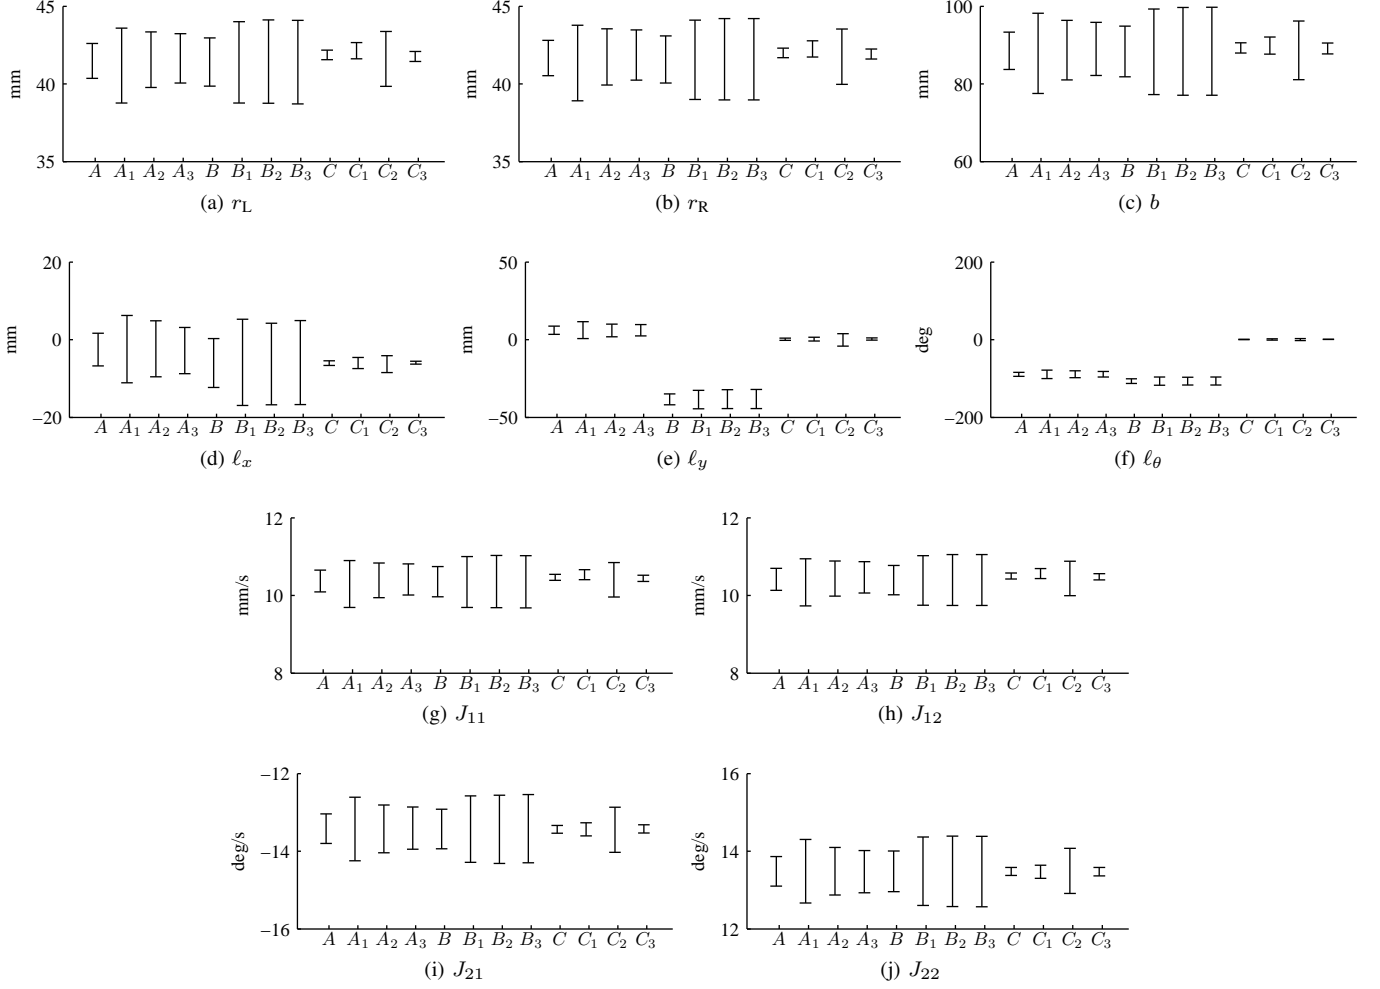 45
40
35
mm
A A₁ A₂ A₃ B B₁ B₂ B₃ C C₁ C₂ C₃
(a) r_L
45
40
35
mm
A A₁ A₂ A₃ B B₁ B₂ B₃ C C₁ C₂ C₃
(b) r_R
100
80
60
mm
A A₁ A₂ A₃ B B₁ B₂ B₃ C C₁ C₂ C₃
(c) b
20
0
−20
mm
A A₁ A₂ A₃ B B₁ B₂ B₃ C C₁ C₂ C₃
(d) ℓ_x
50
0
−50
mm
A A₁ A₂ A₃ B B₁ B₂ B₃ C C₁ C₂ C₃
(e) ℓ_y
200
0
−200
deg
A A₁ A₂ A₃ B B₁ B₂ B₃ C C₁ C₂ C₃
(f) ℓ_θ
12
10
8
mm/s
A A₁ A₂ A₃ B B₁ B₂ B₃ C C₁ C₂ C₃
(g) J₁₁
12
10
8
mm/s
A A₁ A₂ A₃ B B₁ B₂ B₃ C C₁ C₂ C₃
(h) J₁₂
−12
−14
−16
deg/s
A A₁ A₂ A₃ B B₁ B₂ B₃ C C₁ C₂ C₃
(i) J₂₁
16
14
12
deg/s
A A₁ A₂ A₃ B B₁ B₂ B₃ C C₁ C₂ C₃
(j) J₂₂